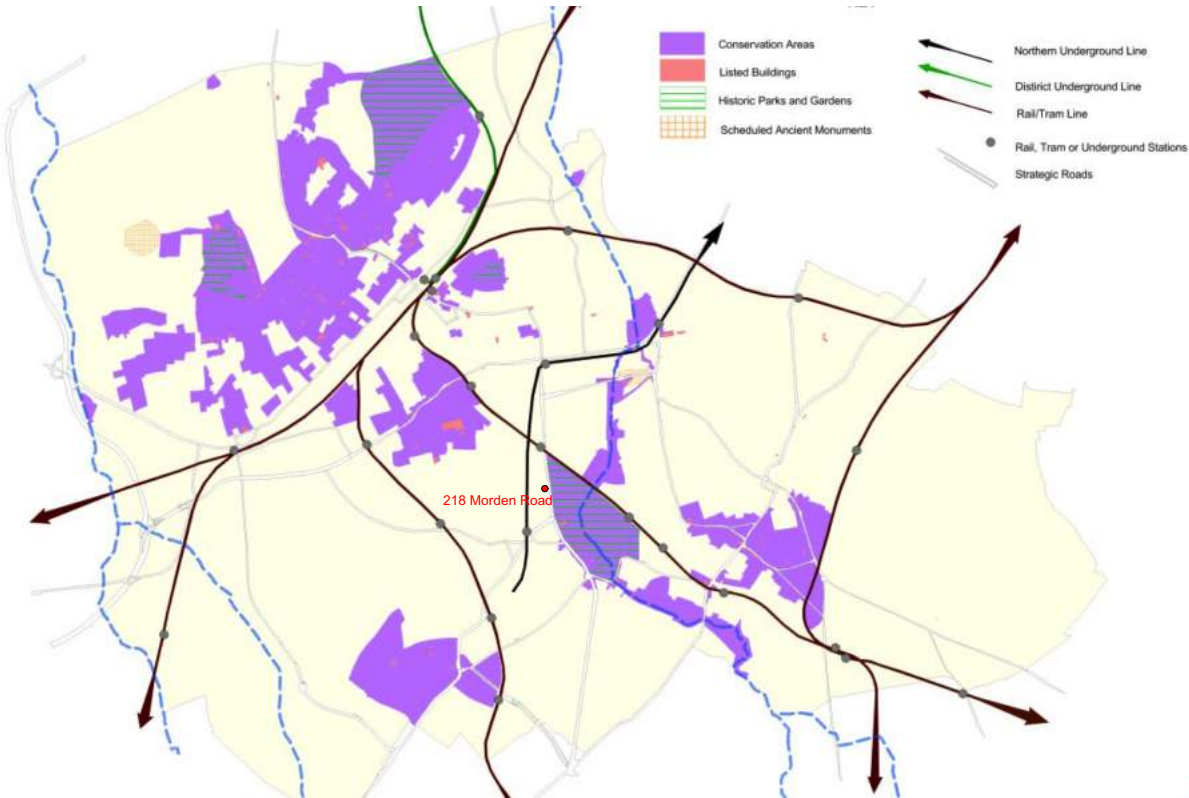 Conservation Areas
Listed Buildings
Historic Parks and Gardens
Scheduled Ancient Monuments
Northern Underground Line
Distirict Underground Line
Rail/Tram Line
Rail, Tram or Underground Stations
Strategic Roads
218 Morden Road